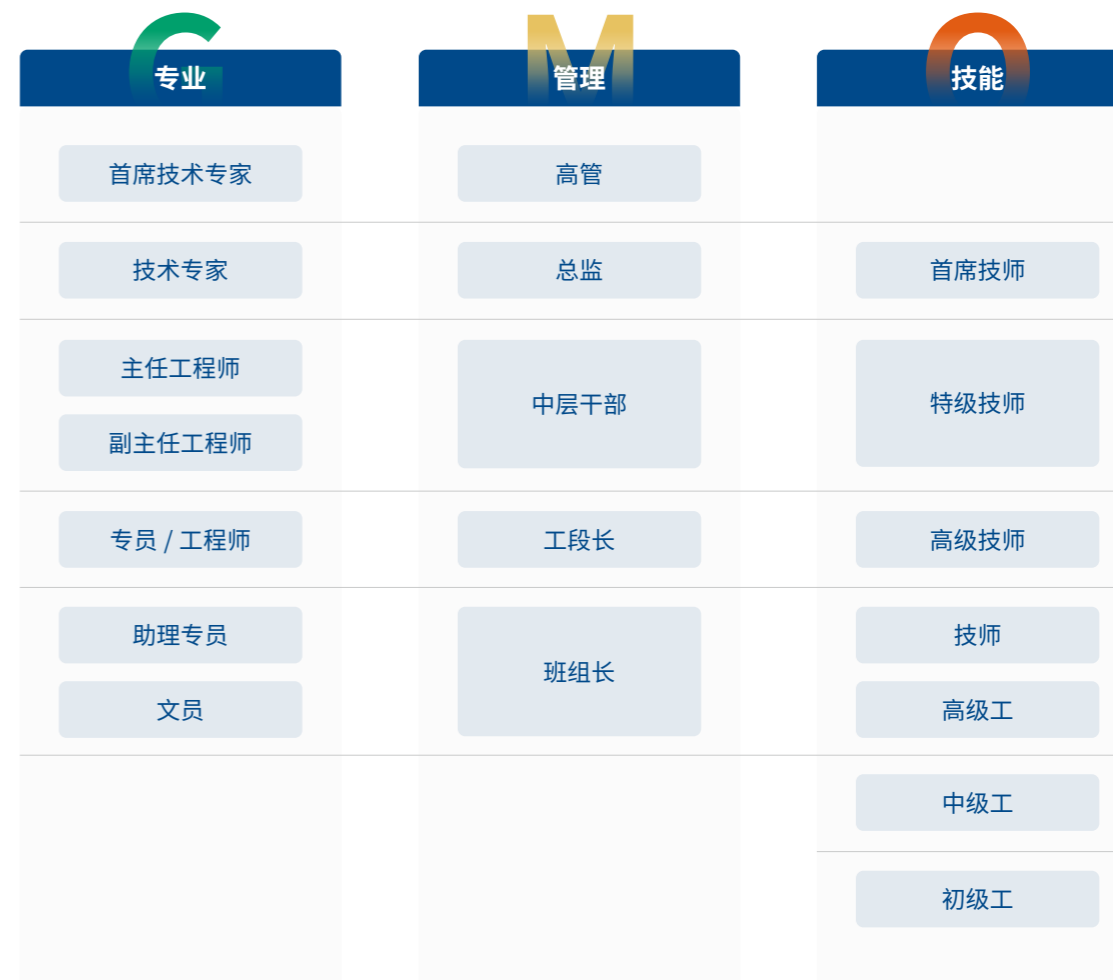 G
专业
首席技术专家
技术专家
主任工程师
副主任工程师
专员 / 工程师
助理专员
文员
M
管理
高管
总监
中层干部
工段长
班组长
O
技能
首席技师
特级技师
高级技师
技师
高级工
中级工
初级工